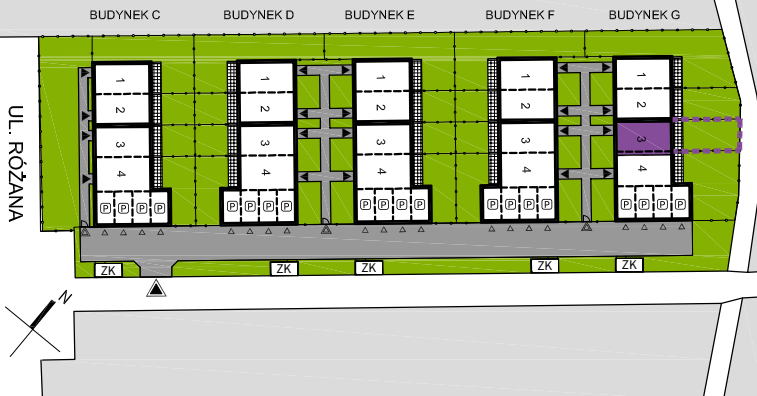 BUDYNEK C BUDYNEK D BUDYNEK E BUDYNEK F BUDYNEK G
1 1 1 1 1
2 2 2 2 2
3 3 3 3 3
4 4 4 4 4
P P P P P P P P P P P P P P P P P P P P
UL. RÓŻANA
ZK ZK ZK ZK ZK
N